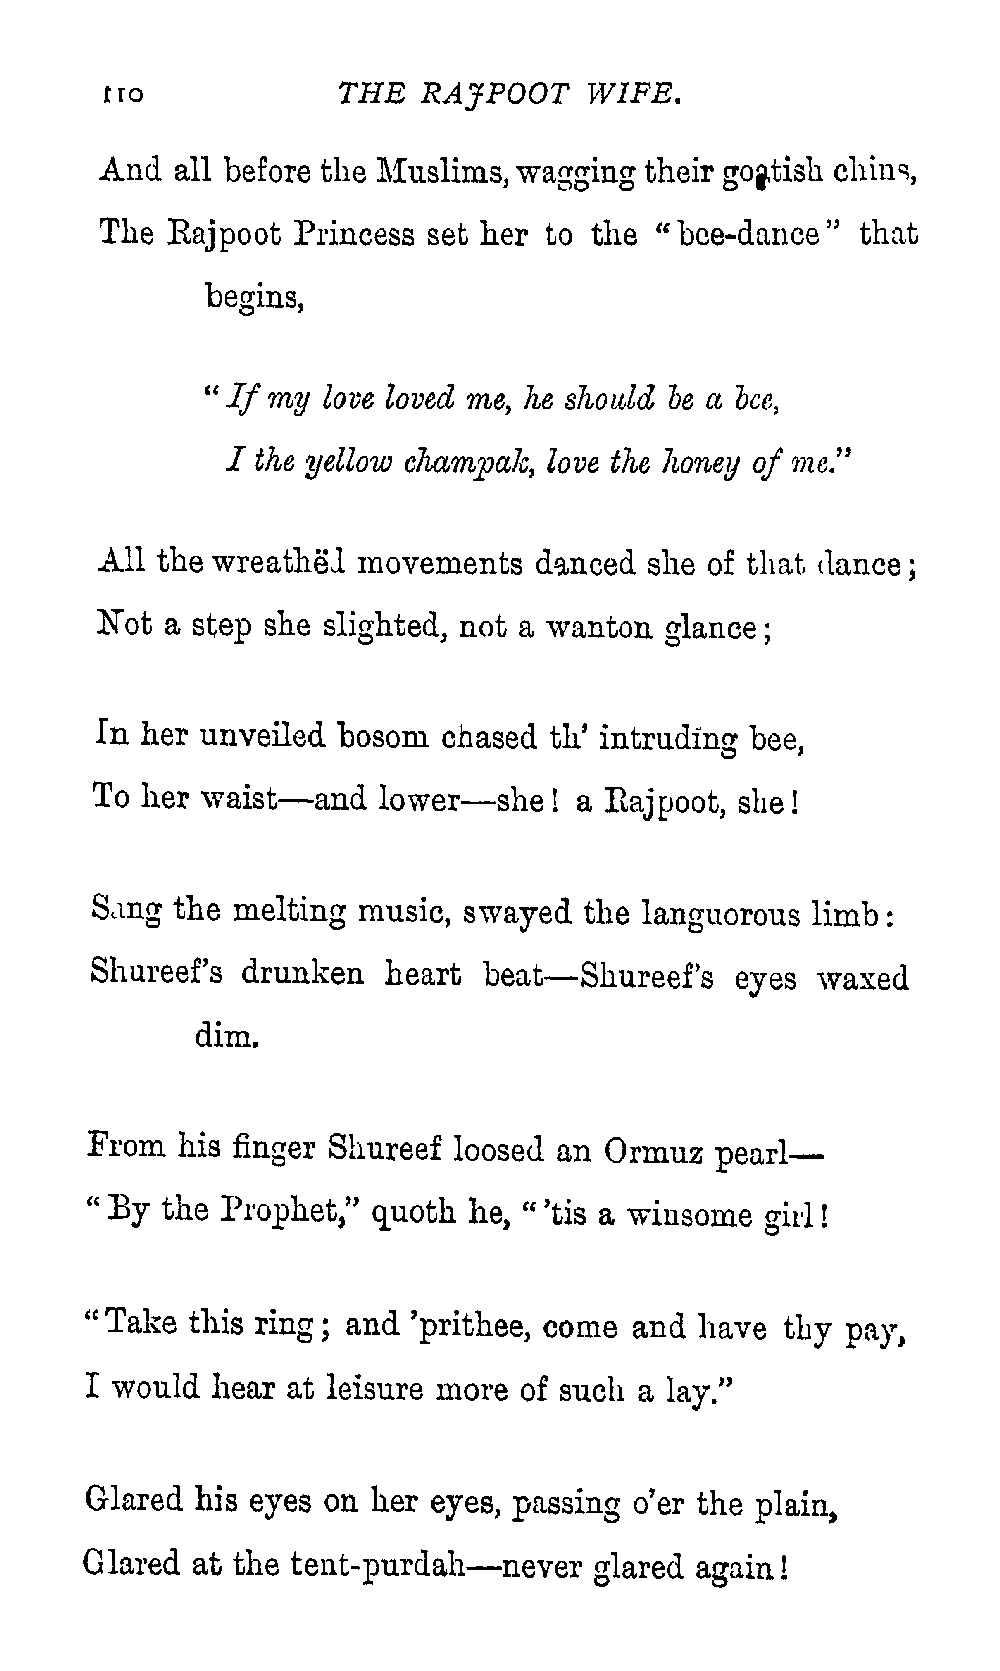 110 THE RAJPOOT WIFE.
And all before the Muslims, wagging their goatish chins,
The Rajpoot Princess set her to the “bee-dance” that
begins,
“If my love loved me, he should be a bee,
I the yellow champak, love the honey of me.”
All the wreathëd movements danced she of that dance;
Not a step she slighted, not a wanton glance;
In her unveiled bosom chased th’ intruding bee,
To her waist—and lower—she! a Rajpoot, she!
Sang the melting music, swayed the languorous limb:
Shureef’s drunken heart beat—Shureef’s eyes waxed
dim.
From his finger Shureef loosed an Ormuz pearl—
“By the Prophet,” quoth he, “’tis a winsome girl!
“Take this ring; and ’prithee, come and have thy pay,
I would hear at leisure more of such a lay.”
Glared his eyes on her eyes, passing o’er the plain,
Glared at the tent-purdah—never glared again!